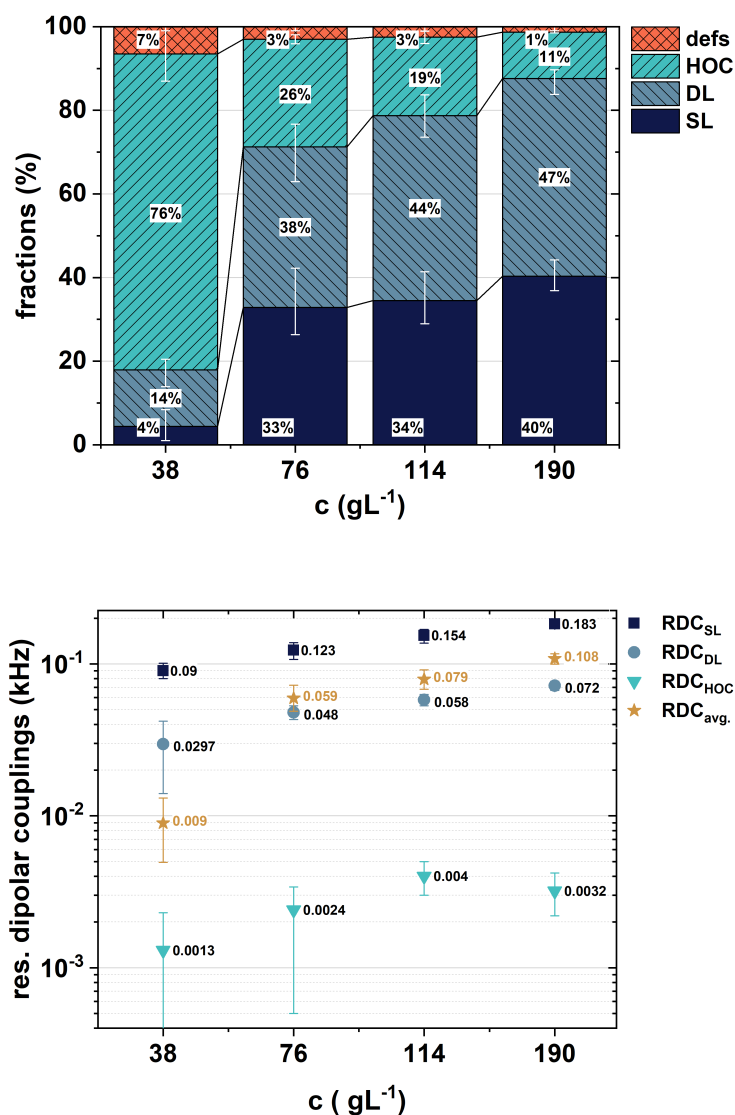 100
80
60
40
20
0
fractions (%)
7% 3% 3% 1%
76% 26% 19% 11%
14% 38% 44% 47%
4% 33% 34% 40%
38 76 114 190
c (gL⁻¹)
defs
HOC
DL
SL
10⁻¹
10⁻²
10⁻³
res. dipolar couplings (kHz)
0.09 0.123 0.154 0.183
0.059 0.079 0.108
0.0297 0.048 0.058 0.072
0.009
0.0013 0.0024 0.004 0.0032
38 76 114 190
c ( gL⁻¹)
RDC_SL
RDC_DL
RDC_HOC
RDC_avg.